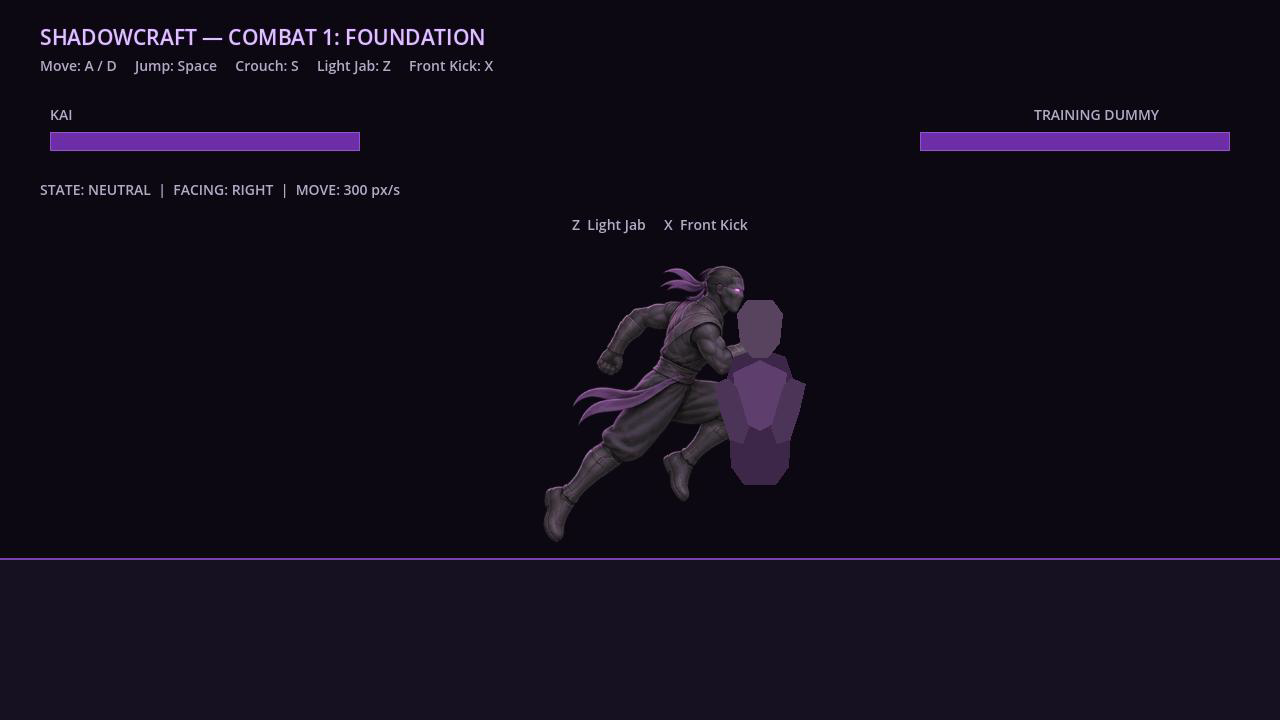 SHADOWCRAFT — COMBAT 1: FOUNDATION
Move: A / D     Jump: Space     Crouch: S     Light Jab: Z     Front Kick: X
KAI
TRAINING DUMMY
STATE: NEUTRAL  |  FACING: RIGHT  |  MOVE: 300 px/s
Z  Light Jab     X  Front Kick